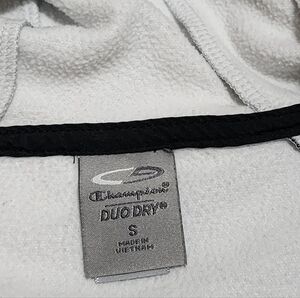 Champion®
DUO DRY®
S
MADE IN
VIETNAM